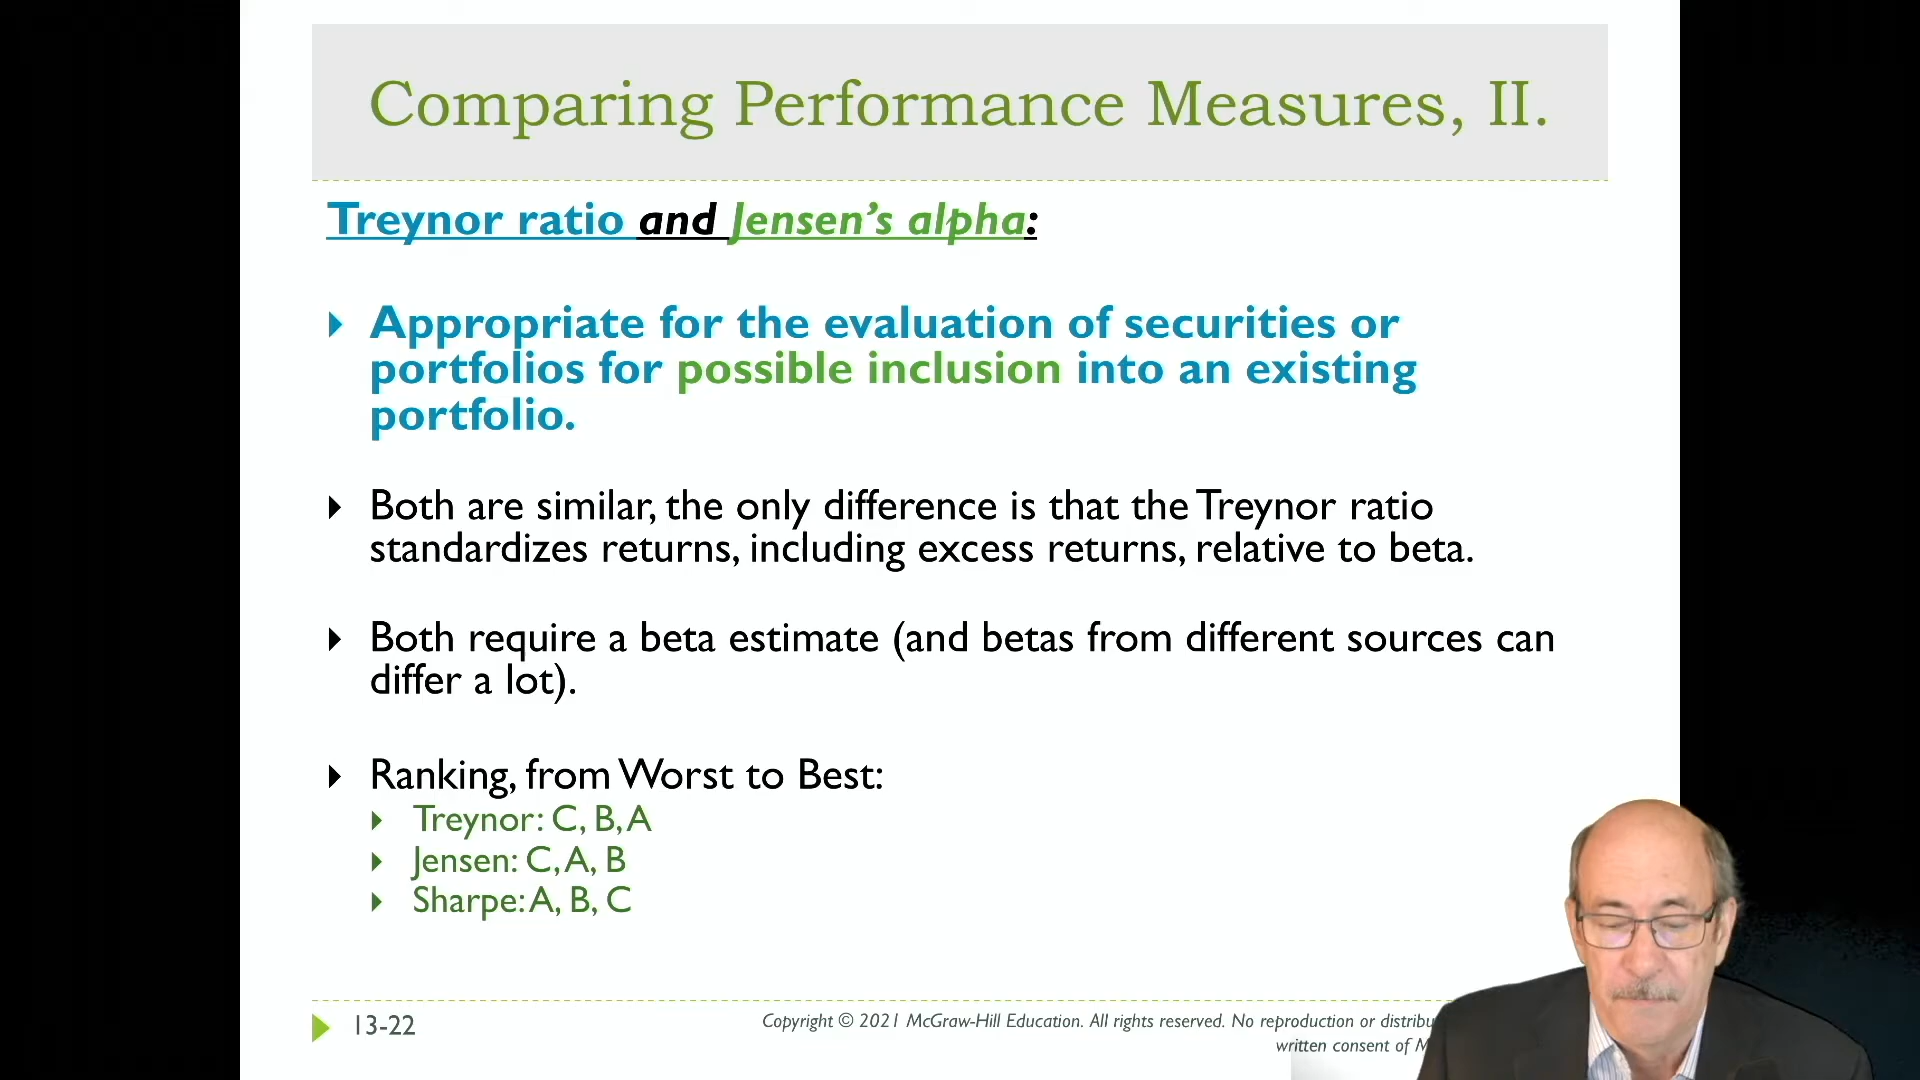 Comparing Performance Measures, II.
Treynor ratio and Jensen's alpha:
Appropriate for the evaluation of securities or
portfolios for possible inclusion into an existing
portfolio.
Both are similar, the only difference is that the Treynor ratio
standardizes returns, including excess returns, relative to beta.
Both require a beta estimate (and betas from different sources can
differ a lot).
Ranking, from Worst to Best:
Treynor: C, B, A
Jensen: C, A, B
Sharpe: A, B, C
13-22
Copyright © 2021 McGraw-Hill Education. All rights reserved. No reproduction or
written consent of